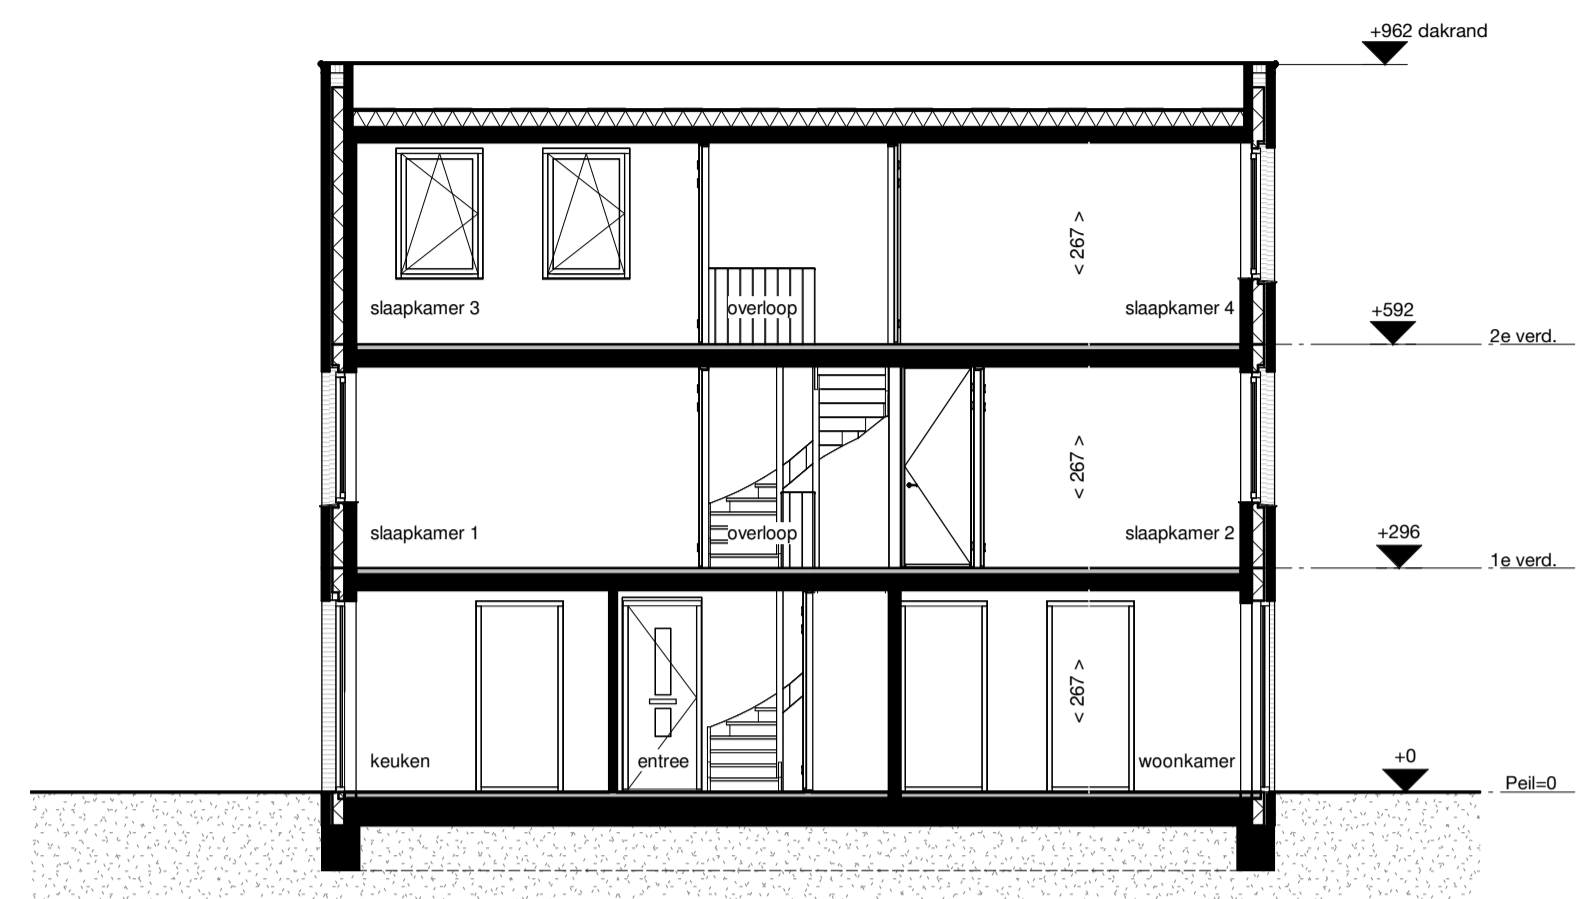 +962 dakrand
< 267 >
slaapkamer 3
overloop
slaapkamer 4
+592
2e verd.
< 267 >
slaapkamer 1
overloop
slaapkamer 2
+296
1e verd.
< 267 >
keuken
entree
woonkamer
+0
Peil=0